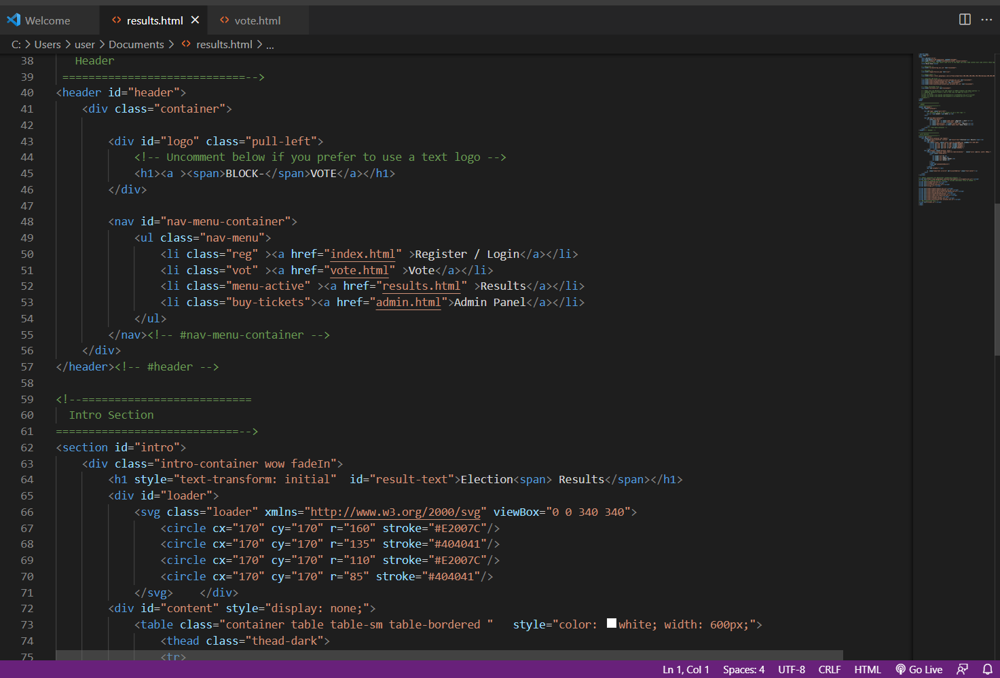 Welcome
results.html
vote.html
C: > Users > user > Documents > results.html > ...
38 Header
39 ============================-->
40 <header id="header">
41 <div class="container">
42
43 <div id="logo" class="pull-left">
44 <!-- Uncomment below if you prefer to use a text logo -->
45 <h1><a ><span>BLOCK-</span>VOTE</a></h1>
46 </div>
47
48 <nav id="nav-menu-container">
49 <ul class="nav-menu">
50 <li class="reg" ><a href="index.html" >Register / Login</a></li>
51 <li class="vot" ><a href="vote.html" >Vote</a></li>
52 <li class="menu-active" ><a href="results.html" >Results</a></li>
53 <li class="buy-tickets"><a href="admin.html">Admin Panel</a></li>
54 </ul>
55 </nav><!-- #nav-menu-container -->
56 </div>
57 </header><!-- #header -->
58
59 <!--==========================
60 Intro Section
61 ============================-->
62 <section id="intro">
63 <div class="intro-container wow fadeIn">
64 <h1 style="text-transform: initial"  id="result-text">Election<span> Results</span></h1>
65 <div id="loader">
66 <svg class="loader" xmlns="http://www.w3.org/2000/svg" viewBox="0 0 340 340">
67 <circle cx="170" cy="170" r="160" stroke="#E2007C"/>
68 <circle cx="170" cy="170" r="135" stroke="#404041"/>
69 <circle cx="170" cy="170" r="110" stroke="#E2007C"/>
70 <circle cx="170" cy="170" r="85" stroke="#404041"/>
71 </svg>    </div>
72 <div id="content" style="display: none;">
73 <table class="container table table-sm table-bordered "   style="color: white; width: 600px;">
74 <thead class="thead-dark">
75 <tr>
Ln 1, Col 1 Spaces: 4 UTF-8 CRLF HTML Go Live